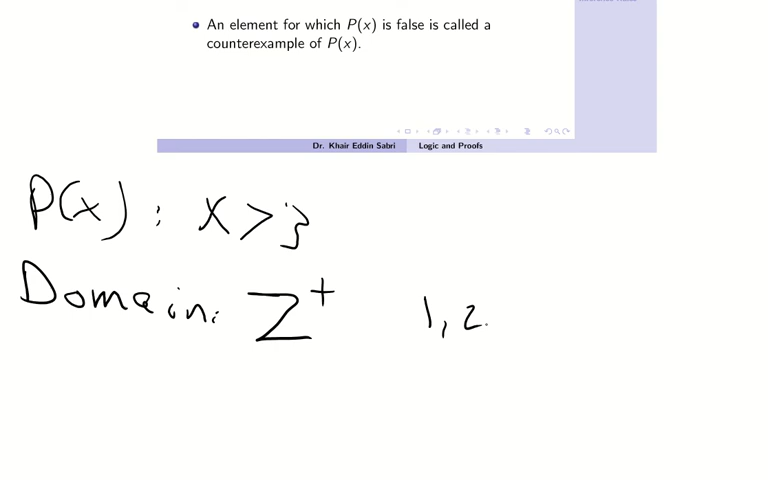 An element for which P(x) is false is called a
counterexample of P(x).
Dr. Khair Eddin Sabri Logic and Proofs
P(x) : x > 3
Domain: Z+ 1, 2.